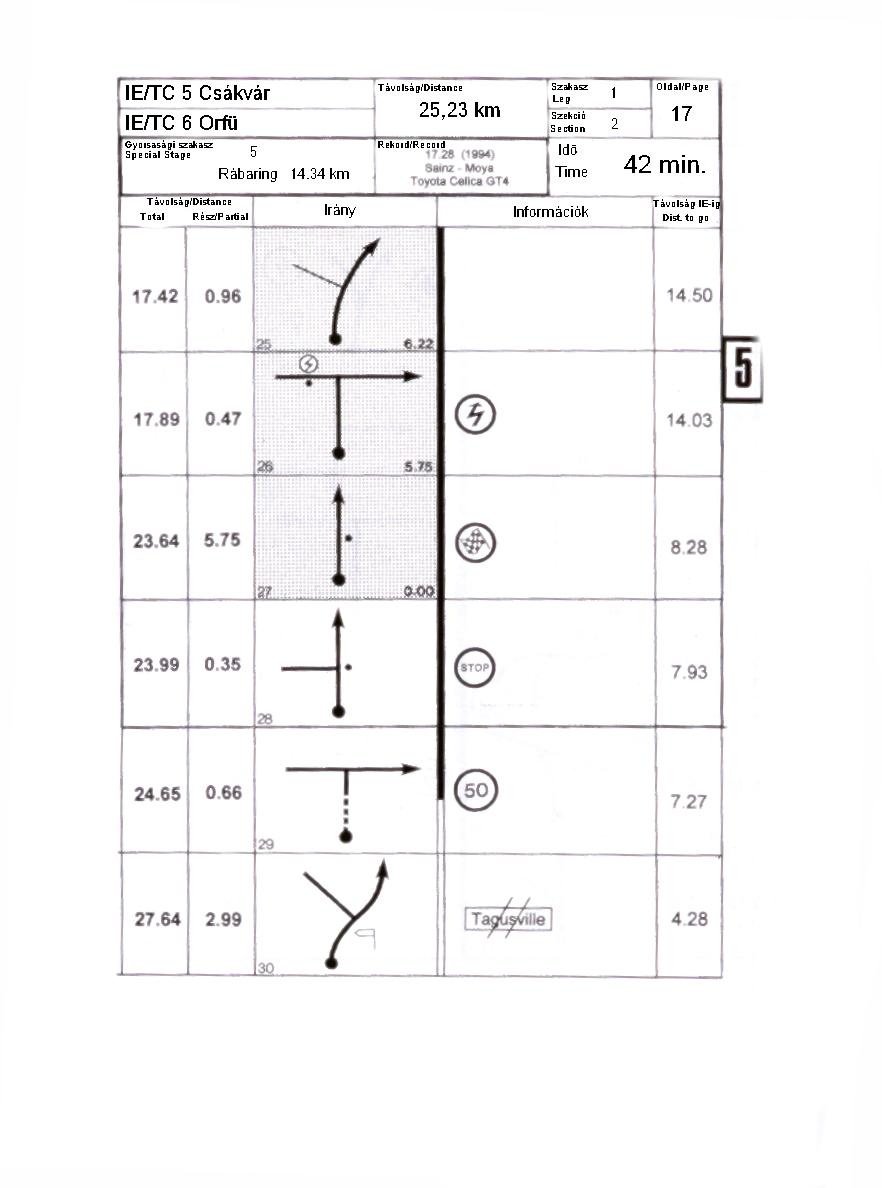 IE/TC 5 Csákvár
IE/TC 6 Orfü
Távolság/Distance
25,23 km
Szakasz
Leg
1
Szekció
Section
2
Oldal/Page
17
Gyorsasági szakasz
Special Stage
5
Rábaring 14.34 km
Rekord/Record
17.28 (1994)
Sainz - Moya
Toyota Celica GT4
Idő
Time
42 min.
Távolság/Distance
Total Rész/Partial
Irány
Információk
Távolság IE-ig
Dist. to go
17.42 0.96
25 6.22
14.50
17.89 0.47
26 5.75
14.03
23.64 5.75
27 0.00
8.28
23.99 0.35
28
STOP
7.93
24.65 0.66
29
50
7.27
27.64 2.99
30
Tagusville
4.28
5